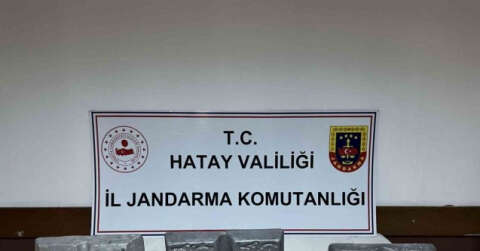 T.C.
HATAY VALİLİĞİ
İL JANDARMA KOMUTANLIĞI